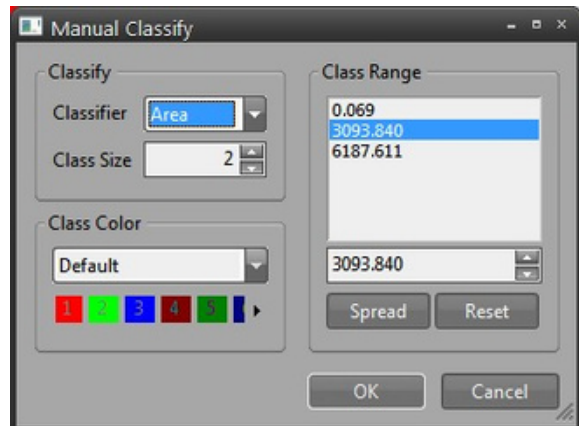 Manual Classify
Classify
Classifier Area
Class Size 2
Class Color
Default
1 2 3 4 5
Class Range
0.069
3093.840
6187.611
3093.840
Spread Reset
OK Cancel